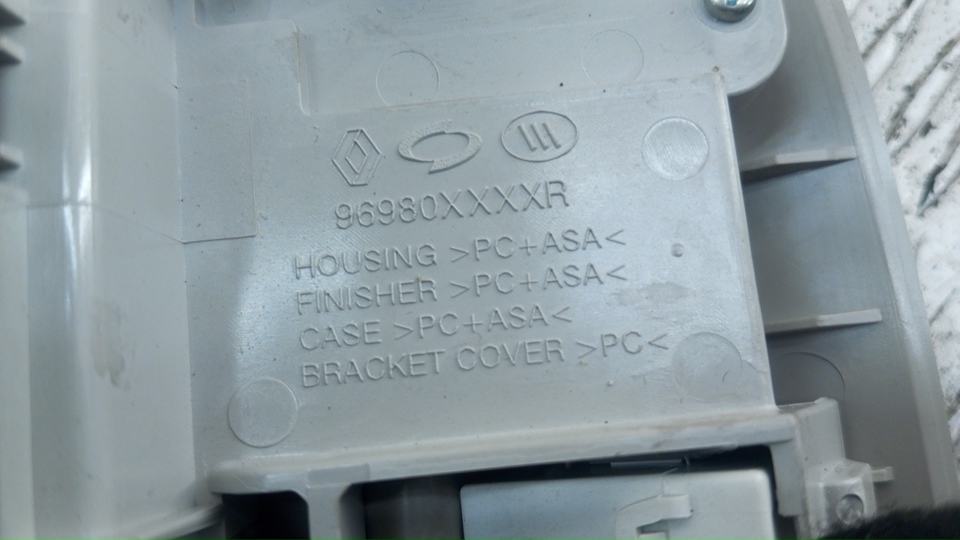 96980XXXXR
HOUSING >PC+ASA<
FINISHER >PC+ASA<
CASE >PC+ASA<
BRACKET COVER >PC<